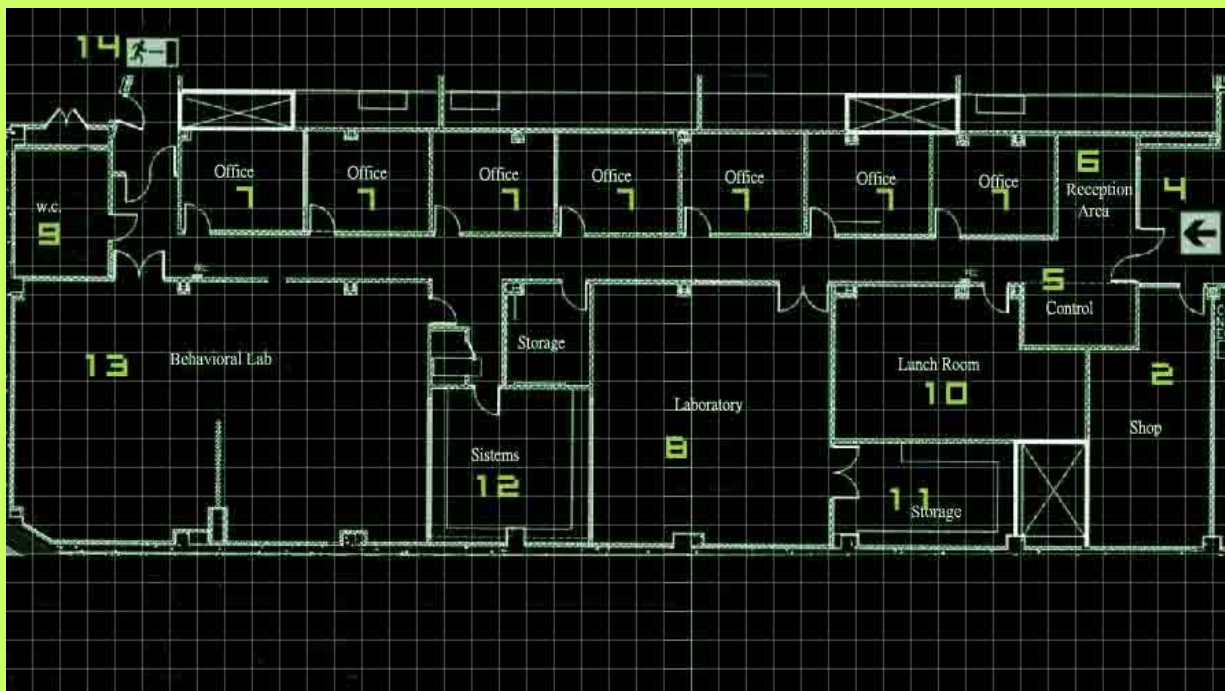 14
Office
Office
Office
Office
Office
Office
Office
6
7
7
7
7
7
7
7
4
Reception
Area
w.c.
9
5
Control
Storage
13
Behavioral Lab
Lunch Room
10
2
Laboratory
Shop
8
Sistems
12
11
Storage